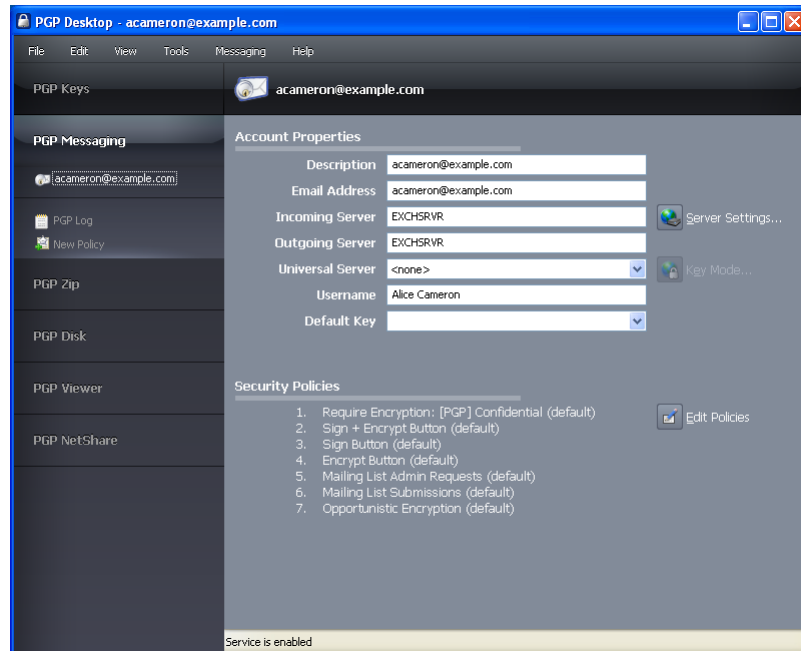 PGP Desktop - acameron@example.com
File Edit View Tools Messaging Help
PGP Keys
acameron@example.com
PGP Messaging
acameron@example.com
PGP Log
New Policy
PGP Zip
PGP Disk
PGP Viewer
PGP NetShare
Account Properties
Description acameron@example.com
Email Address acameron@example.com
Incoming Server EXCHSRVR Server Settings...
Outgoing Server EXCHSRVR
Universal Server <none> Key Mode...
Username Alice Cameron
Default Key
Security Policies
1. Require Encryption: [PGP] Confidential (default) Edit Policies
2. Sign + Encrypt Button (default)
3. Sign Button (default)
4. Encrypt Button (default)
5. Mailing List Admin Requests (default)
6. Mailing List Submissions (default)
7. Opportunistic Encryption (default)
Service is enabled